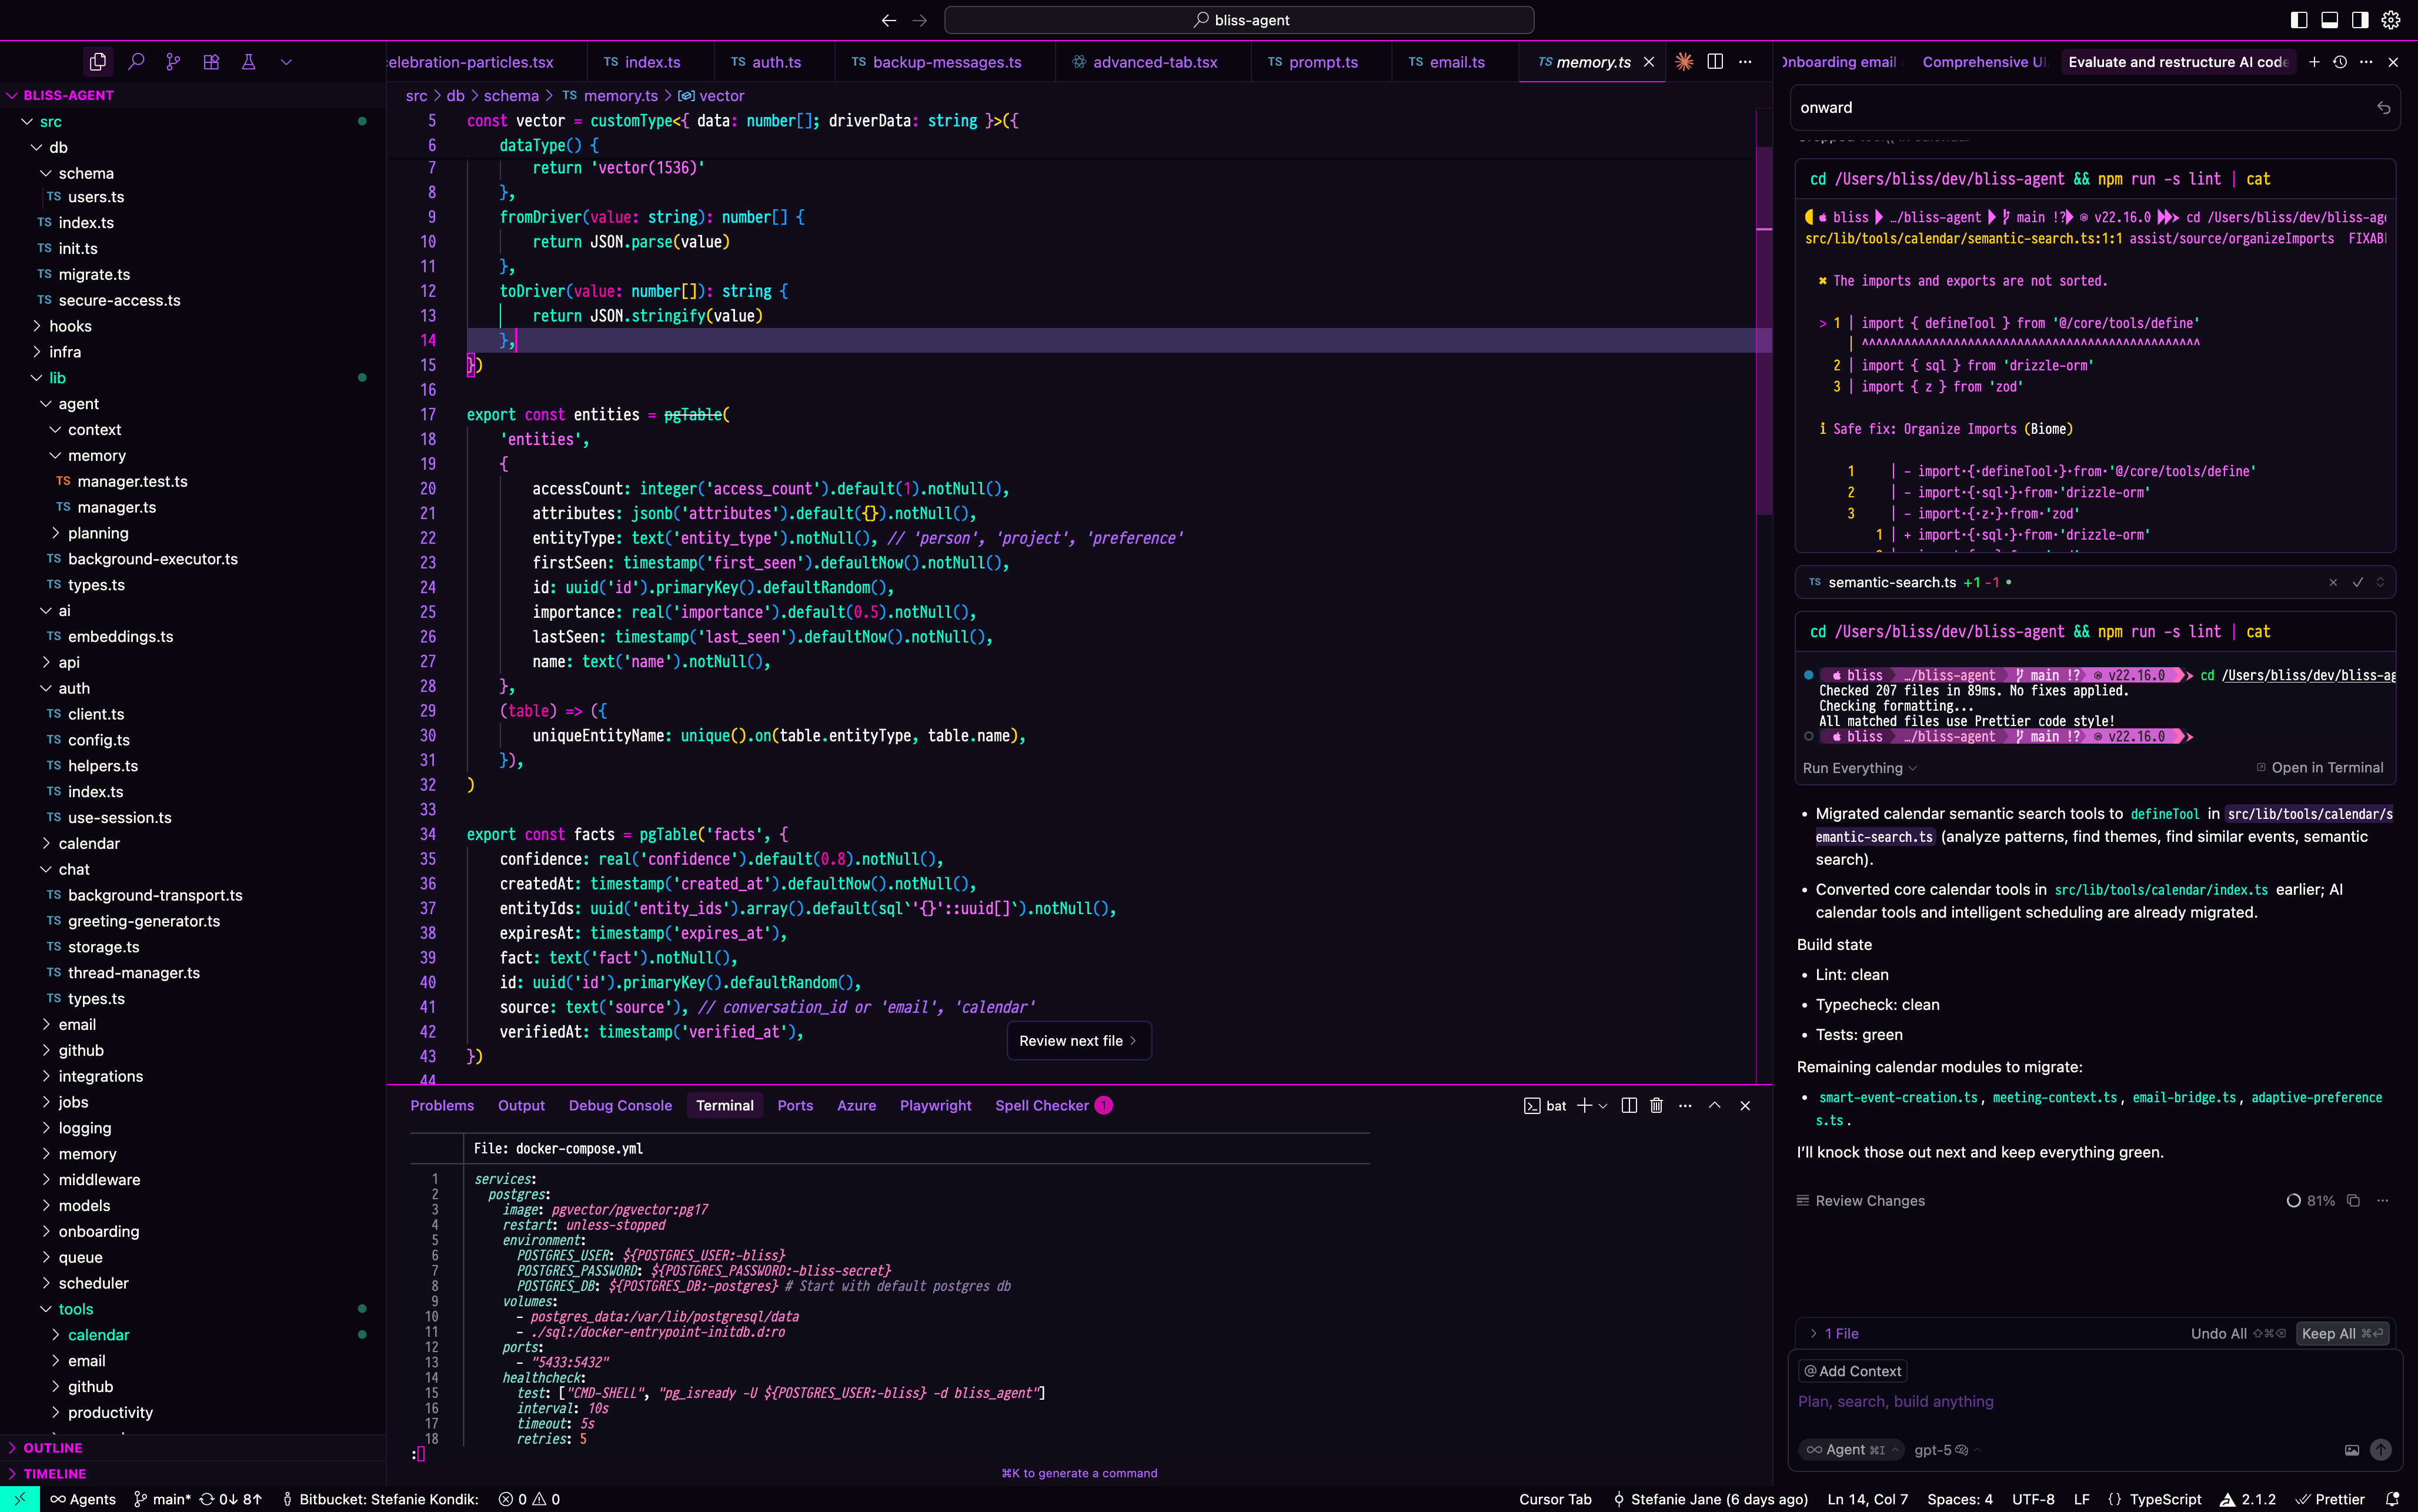 bliss-agent
BLISS-AGENT
src
db
schema
TS users.ts
TS index.ts
TS init.ts
TS migrate.ts
TS secure-access.ts
hooks
infra
lib
agent
context
memory
TS manager.test.ts
TS manager.ts
planning
TS background-executor.ts
TS types.ts
ai
TS embeddings.ts
api
auth
TS client.ts
TS config.ts
TS helpers.ts
TS index.ts
TS use-session.ts
calendar
chat
TS background-transport.ts
TS greeting-generator.ts
TS storage.ts
TS thread-manager.ts
TS types.ts
email
github
integrations
jobs
logging
memory
middleware
models
onboarding
queue
scheduler
tools
calendar
email
github
productivity
OUTLINE
TIMELINE
elebration-particles.tsx TS index.ts TS auth.ts TS backup-messages.ts advanced-tab.tsx TS prompt.ts TS email.ts TS memory.ts
src > db > schema > TS memory.ts > vector
5 const vector = customType<{ data: number[]; driverData: string }>({
6 dataType() {
7 return 'vector(1536)'
8 },
9 fromDriver(value: string): number[] {
10 return JSON.parse(value)
11 },
12 toDriver(value: number[]): string {
13 return JSON.stringify(value)
14 },
15 })
16
17 export const entities = pgTable(
18 'entities',
19 {
20 accessCount: integer('access_count').default(1).notNull(),
21 attributes: jsonb('attributes').default({}).notNull(),
22 entityType: text('entity_type').notNull(), // 'person', 'project', 'preference'
23 firstSeen: timestamp('first_seen').defaultNow().notNull(),
24 id: uuid('id').primaryKey().defaultRandom(),
25 importance: real('importance').default(0.5).notNull(),
26 lastSeen: timestamp('last_seen').defaultNow().notNull(),
27 name: text('name').notNull(),
28 },
29 (table) => ({
30 uniqueEntityName: unique().on(table.entityType, table.name),
31 }),
32 )
33
34 export const facts = pgTable('facts', {
35 confidence: real('confidence').default(0.8).notNull(),
36 createdAt: timestamp('created_at').defaultNow().notNull(),
37 entityIds: uuid('entity_ids').array().default(sql`'{}'::uuid[]`).notNull(),
38 expiresAt: timestamp('expires_at'),
39 fact: text('fact').notNull(),
40 id: uuid('id').primaryKey().defaultRandom(),
41 source: text('source'), // conversation_id or 'email', 'calendar'
42 verifiedAt: timestamp('verified_at'),
43 })
44
Review next file >
Problems Output Debug Console Terminal Ports Azure Playwright Spell Checker 1
bat
File: docker-compose.yml
1 services:
2 postgres:
3 image: pgvector/pgvector:pg17
4 restart: unless-stopped
5 environment:
6 POSTGRES_USER: ${POSTGRES_USER:-bliss}
7 POSTGRES_PASSWORD: ${POSTGRES_PASSWORD:-bliss-secret}
8 POSTGRES_DB: ${POSTGRES_DB:-postgres} # Start with default postgres db
9 volumes:
10 - postgres_data:/var/lib/postgresql/data
11 - ./sql:/docker-entrypoint-initdb.d:ro
12 ports:
13 - "5433:5432"
14 healthcheck:
15 test: ["CMD-SHELL", "pg_isready -U ${POSTGRES_USER:-bliss} -d bliss_agent"]
16 interval: 10s
17 timeout: 5s
18 retries: 5
:
⌘K to generate a command
Onboarding email Comprehensive UI Evaluate and restructure AI code
onward
cd /Users/bliss/dev/bliss-agent && npm run -s lint | cat
bliss …/bliss-agent main !? v22.16.0 cd /Users/bliss/dev/bliss-age
src/lib/tools/calendar/semantic-search.ts:1:1 assist/source/organizeImports FIXABL
✖ The imports and exports are not sorted.
> 1 │ import { defineTool } from '@/core/tools/define'
│ ^^^^^^^^^^^^^^^^^^^^^^^^^^^^^^^^^^^^^^^^^^^^^^^^
2 │ import { sql } from 'drizzle-orm'
3 │ import { z } from 'zod'
ℹ Safe fix: Organize Imports (Biome)
1 │ - import·{·defineTool·}·from·'@/core/tools/define'
2 │ - import·{·sql·}·from·'drizzle-orm'
3 │ - import·{·z·}·from·'zod'
1 │ + import·{·sql·}·from·'drizzle-orm'
TS semantic-search.ts +1 -1 •
cd /Users/bliss/dev/bliss-agent && npm run -s lint | cat
bliss …/bliss-agent main !? v22.16.0 cd /Users/bliss/dev/bliss-ag
Checked 207 files in 89ms. No fixes applied.
Checking formatting...
All matched files use Prettier code style!
bliss …/bliss-agent main !? v22.16.0
Run Everything Open in Terminal
• Migrated calendar semantic search tools to defineTool in src/lib/tools/calendar/s
emantic-search.ts (analyze patterns, find themes, find similar events, semantic
search).
• Converted core calendar tools in src/lib/tools/calendar/index.ts earlier; AI
calendar tools and intelligent scheduling are already migrated.
Build state
• Lint: clean
• Typecheck: clean
• Tests: green
Remaining calendar modules to migrate:
• smart-event-creation.ts, meeting-context.ts, email-bridge.ts, adaptive-preference
s.ts.
I'll knock those out next and keep everything green.
Review Changes 81%
1 File Undo All ⇧⌘⌫ Keep All ⌘⏎
@ Add Context
Plan, search, build anything
∞ Agent ⌘I gpt-5
∞ Agents main* 0↓ 8↑ Bitbucket: Stefanie Kondik: 0 0 Cursor Tab Stefanie Jane (6 days ago) Ln 14, Col 7 Spaces: 4 UTF-8 LF {} TypeScript 2.1.2 Prettier